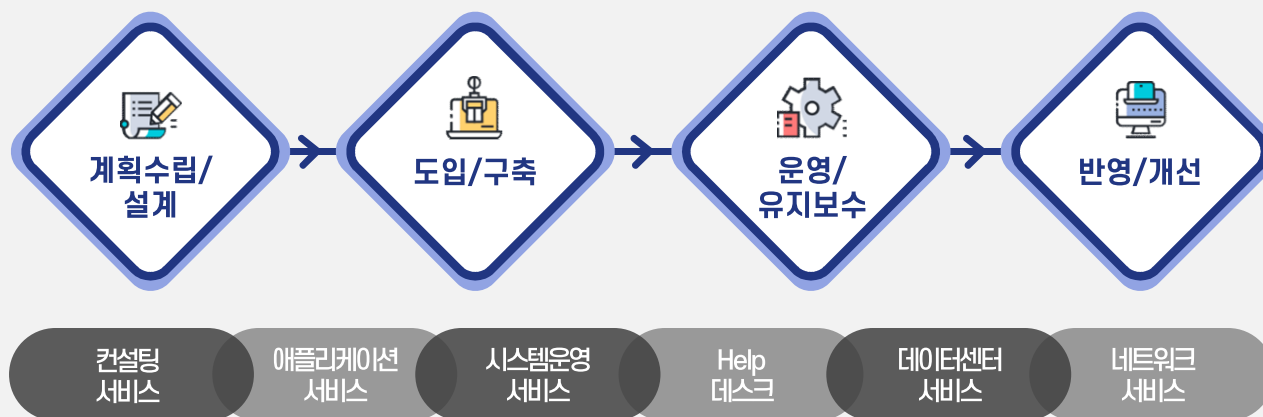 계획수립/
설계
도입/구축
운영/
유지보수
반영/개선
컨설팅
서비스
애플리케이션
서비스
시스템운영
서비스
Help
데스크
데이터센터
서비스
네트워크
서비스